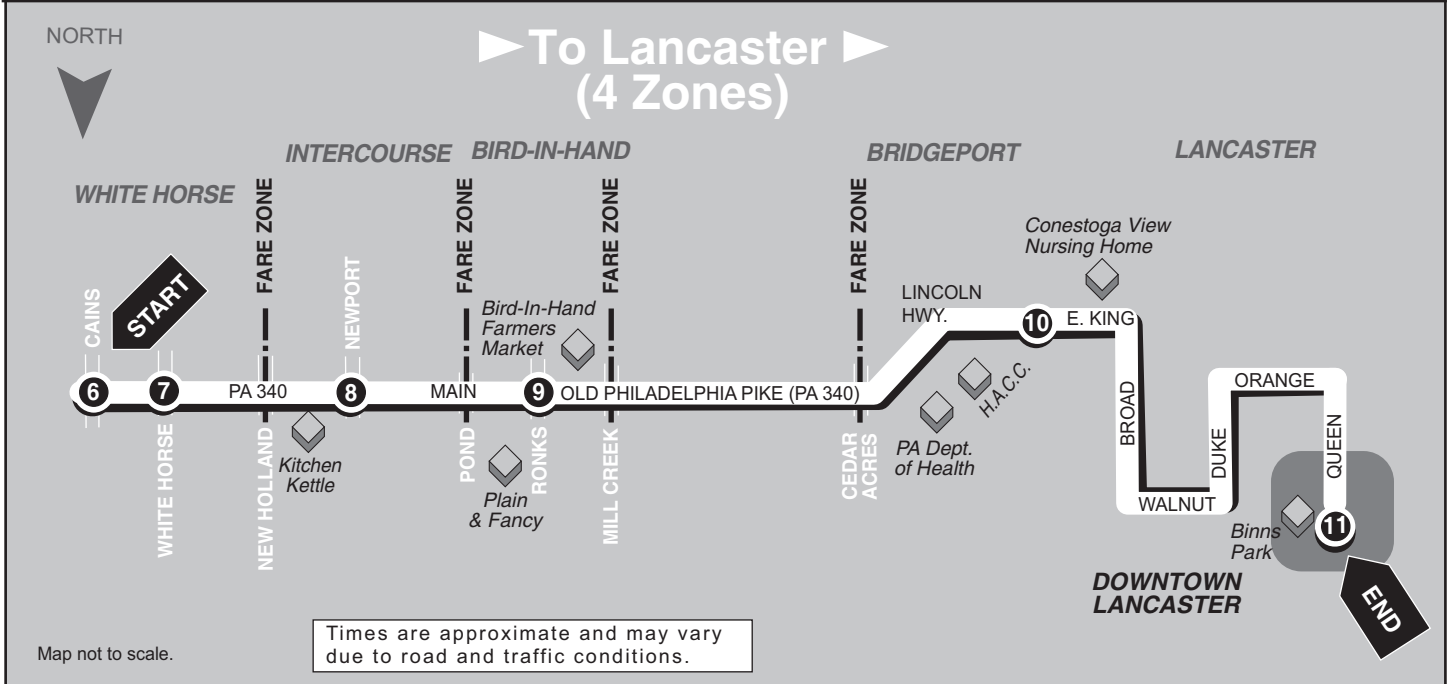 NORTH
To Lancaster
(4 Zones)
INTERCOURSE
BIRD-IN-HAND
BRIDGEPORT
LANCASTER
WHITE HORSE
FARE ZONE
FARE ZONE
FARE ZONE
FARE ZONE
START
CAINS
NEWPORT
Bird-In-Hand
Farmers
Market
Conestoga View
Nursing Home
LINCOLN
HWY.
10
E. KING
6
7
PA 340
8
MAIN
9
OLD PHILADELPHIA PIKE (PA 340)
ORANGE
WHITE HORSE
NEW HOLLAND
Kitchen
Kettle
POND
Plain
& Fancy
RONKS
MILL CREEK
CEDAR
ACRES
PA Dept.
of Health
H.A.C.C.
BROAD
WALNUT
DUKE
QUEEN
Binns
Park
11
DOWNTOWN
LANCASTER
END
Map not to scale.
Times are approximate and may vary
due to road and traffic conditions.